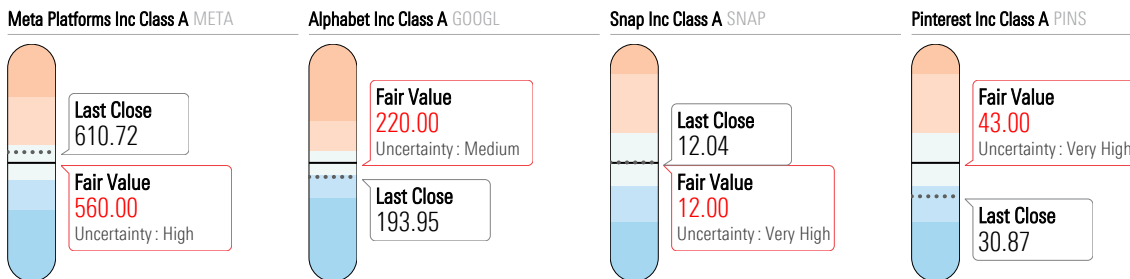 Meta Platforms Inc Class A META
Last Close
610.72
Fair Value
560.00
Uncertainty : High
Alphabet Inc Class A GOOGL
Fair Value
220.00
Uncertainty : Medium
Last Close
193.95
Snap Inc Class A SNAP
Last Close
12.04
Fair Value
12.00
Uncertainty : Very High
Pinterest Inc Class A PINS
Fair Value
43.00
Uncertainty : Very High
Last Close
30.87